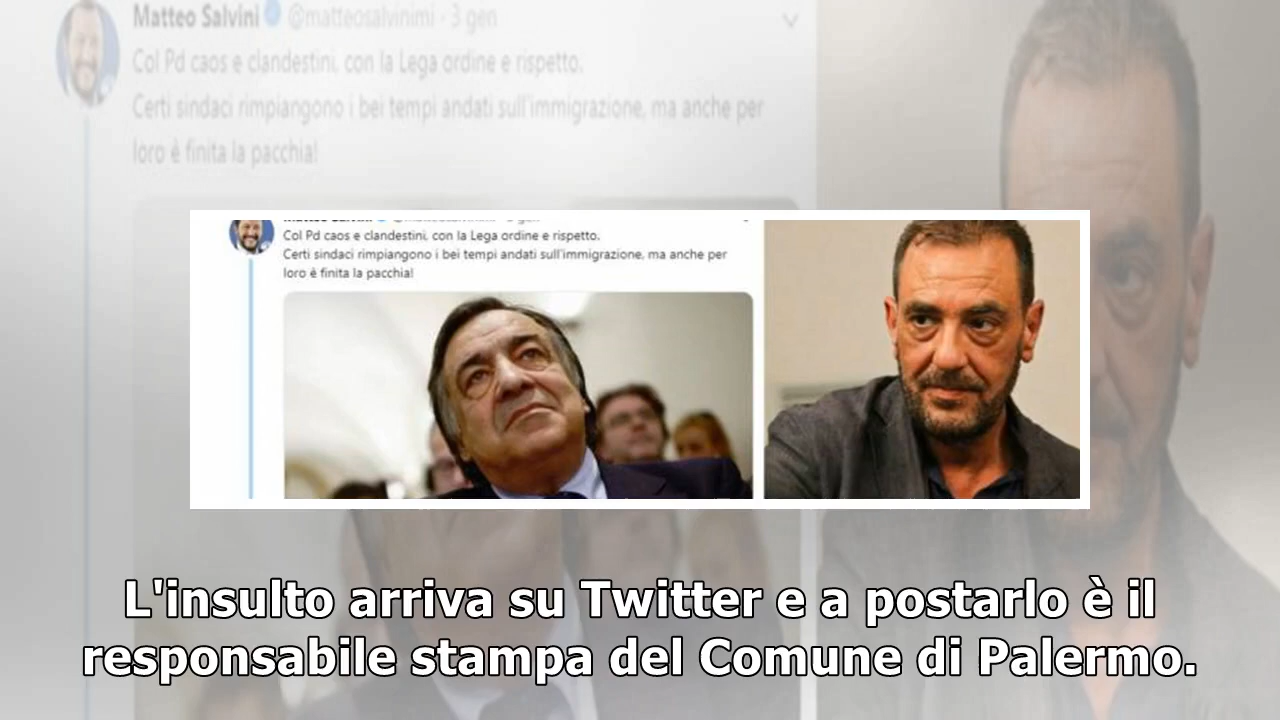 Matteo Salvini @matteosalvinimi · 3 gen
Col Pd caos e clandestini, con la Lega ordine e rispetto.
Certi sindaci rimpiangono i bei tempi andati sull'immigrazione, ma anche per
loro è finita la pacchia!
Col Pd caos e clandestini, con la Lega ordine e rispetto.
Certi sindaci rimpiangono i bei tempi andati sull'immigrazione, ma anche per
loro è finita la pacchia!
L'insulto arriva su Twitter e a postarlo è il
responsabile stampa del Comune di Palermo.